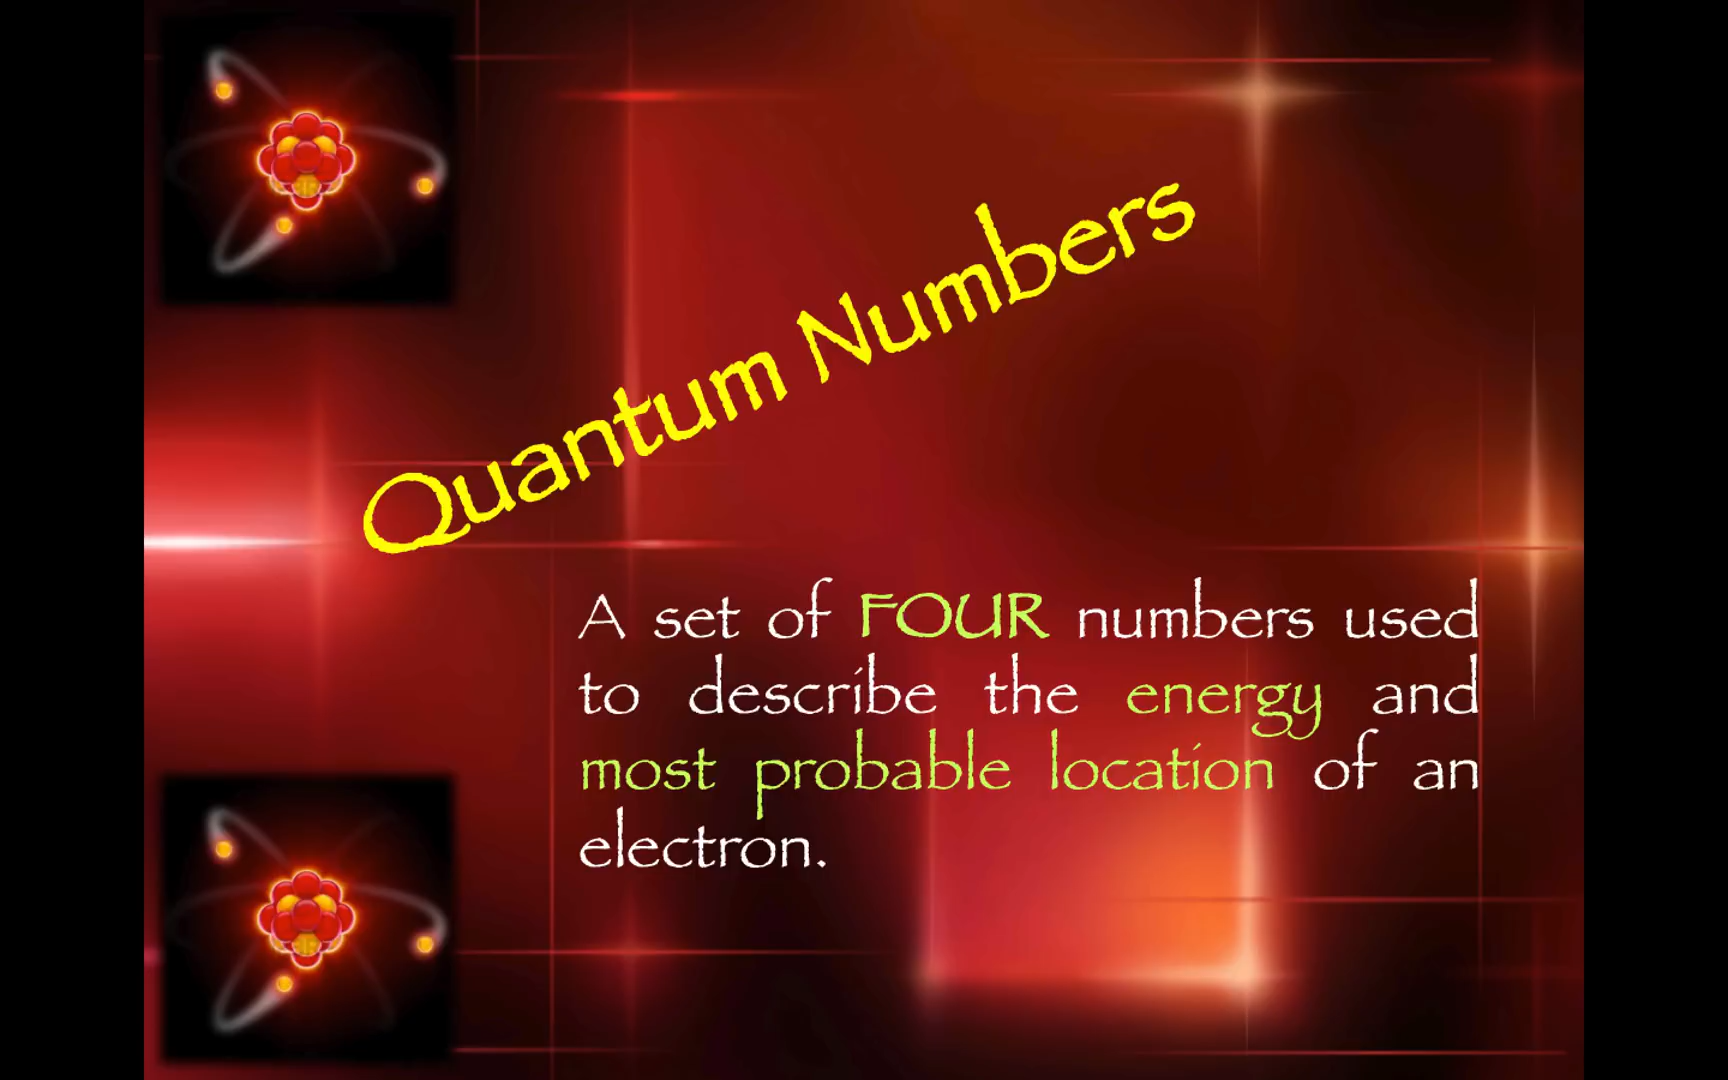 Quantum Numbers
A set of FOUR numbers used
to describe the energy and
most probable location of an
electron.